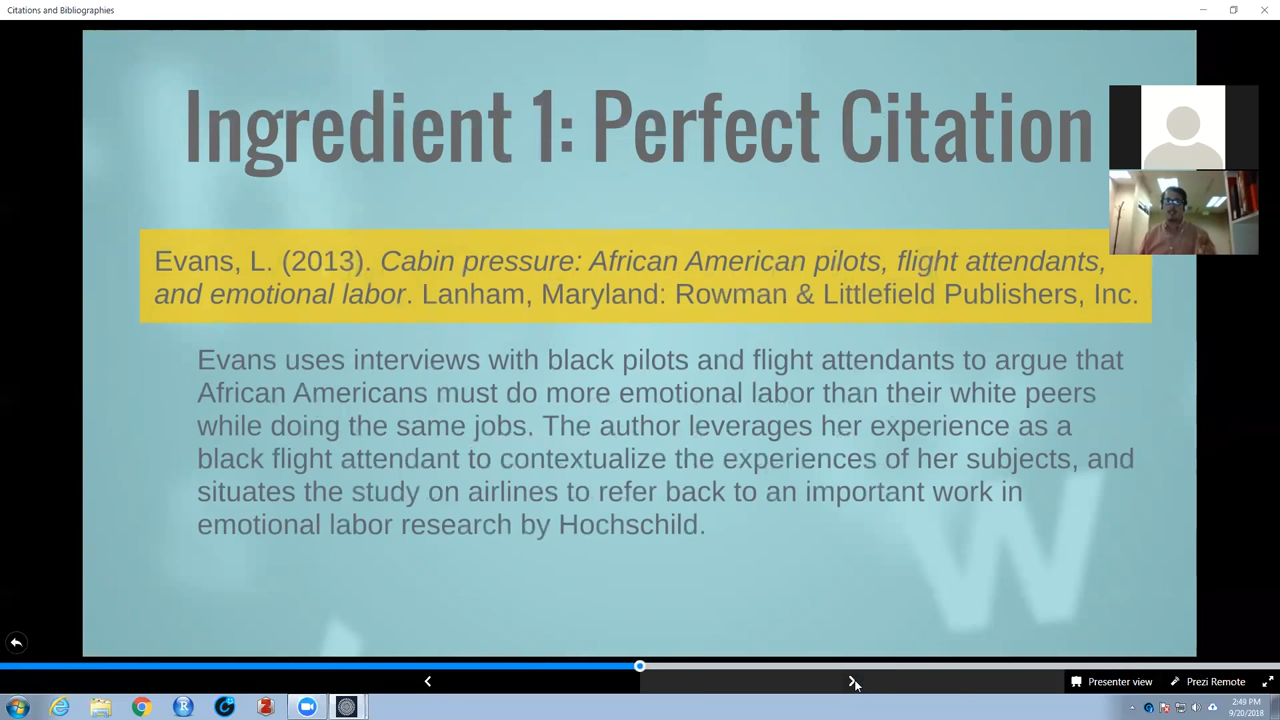 Citations and Bibliographies
Ingredient 1: Perfect Citation
Evans, L. (2013). Cabin pressure: African American pilots, flight attendants,
and emotional labor. Lanham, Maryland: Rowman & Littlefield Publishers, Inc.
Evans uses interviews with black pilots and flight attendants to argue that
African Americans must do more emotional labor than their white peers
while doing the same jobs. The author leverages her experience as a
black flight attendant to contextualize the experiences of her subjects, and
situates the study on airlines to refer back to an important work in
emotional labor research by Hochschild.
Presenter view
Prezi Remote
2:49 PM
9/20/2018